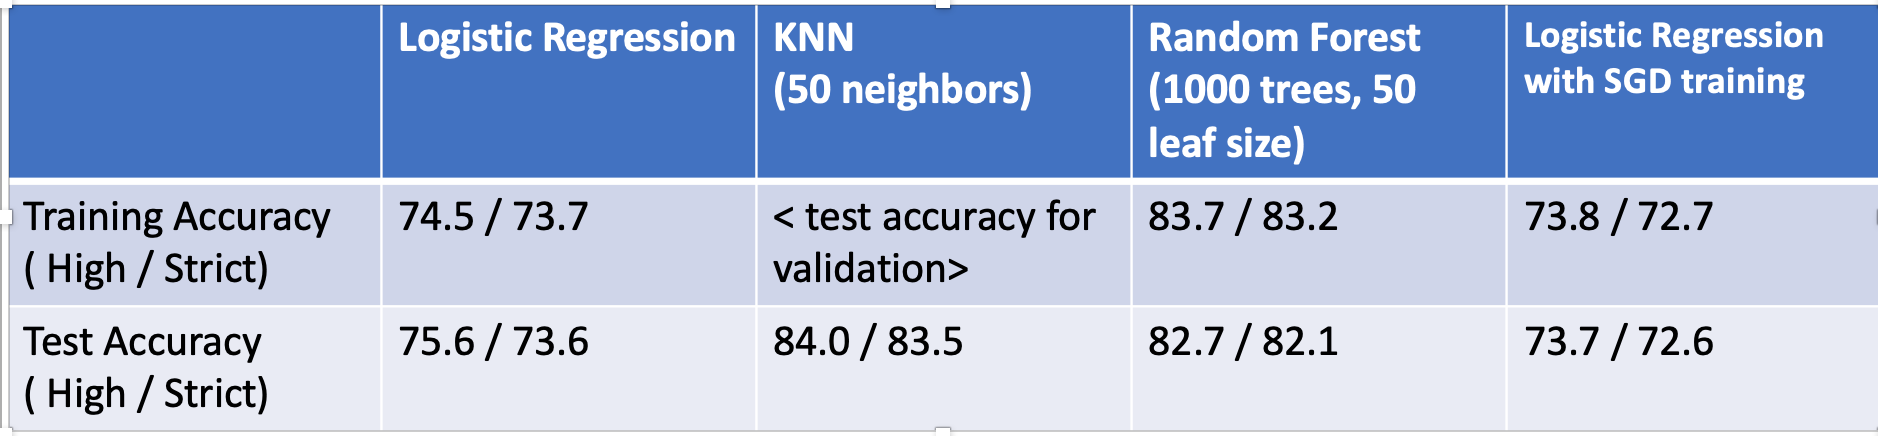 Logistic Regression
KNN
(50 neighbors)
Random Forest
(1000 trees, 50
leaf size)
Logistic Regression
with SGD training
Training Accuracy
( High / Strict)
74.5 / 73.7
< test accuracy for
validation>
83.7 / 83.2
73.8 / 72.7
Test Accuracy
( High / Strict)
75.6 / 73.6
84.0 / 83.5
82.7 / 82.1
73.7 / 72.6